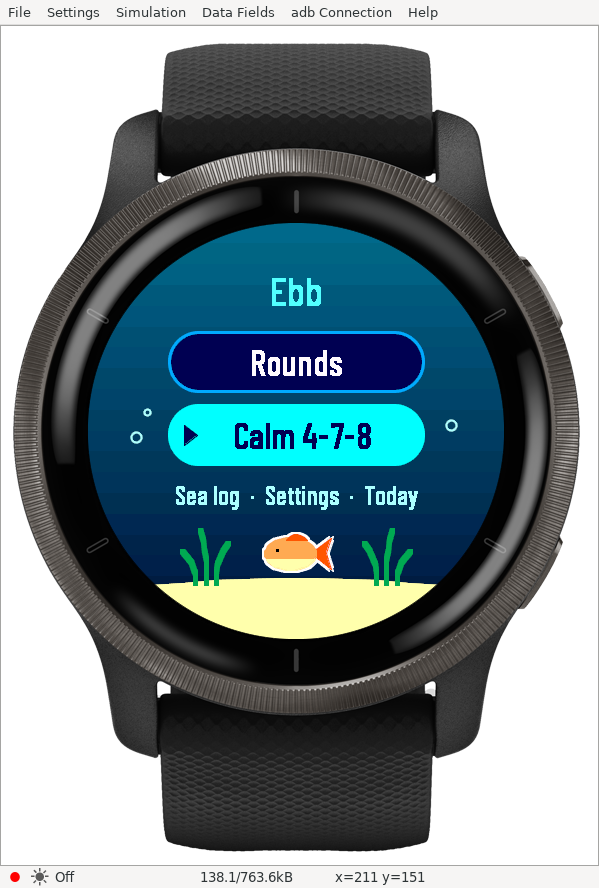 File Settings Simulation Data Fields adb Connection Help
Ebb
Rounds
Calm 4-7-8
Sea log · Settings · Today
Off 138.1/763.6kB x=211 y=151